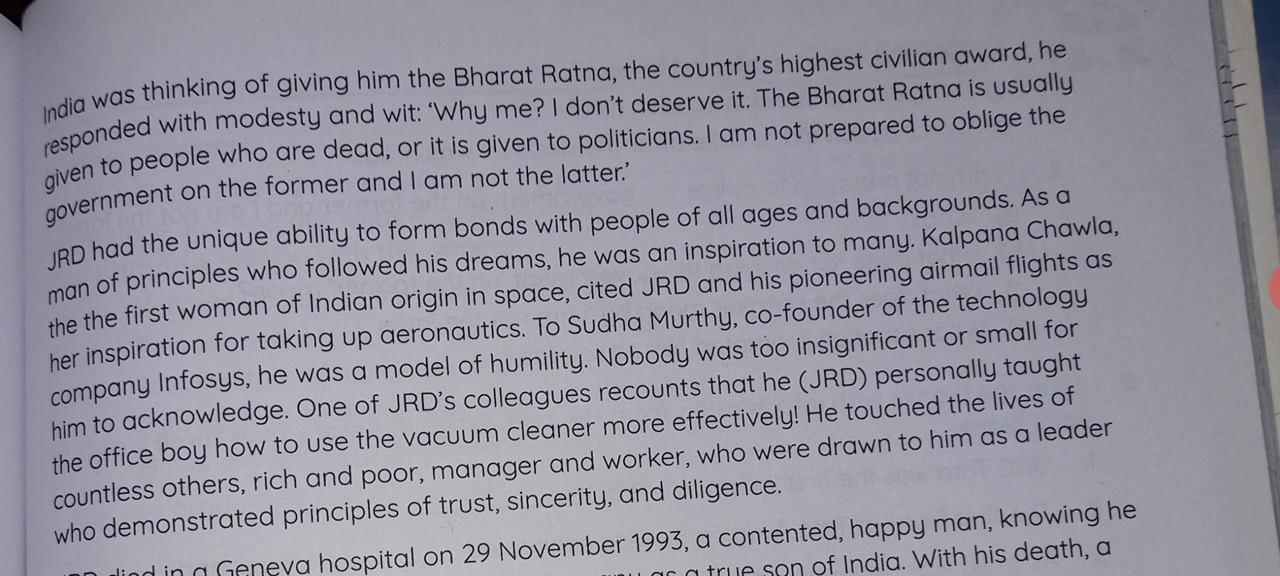 India was thinking of giving him the Bharat Ratna, the country's highest civilian award, he
responded with modesty and wit: 'Why me? I don't deserve it. The Bharat Ratna is usually
given to people who are dead, or it is given to politicians. I am not prepared to oblige the
government on the former and I am not the latter.'
JRD had the unique ability to form bonds with people of all ages and backgrounds. As a
man of principles who followed his dreams, he was an inspiration to many. Kalpana Chawla,
the the first woman of Indian origin in space, cited JRD and his pioneering airmail flights as
her inspiration for taking up aeronautics. To Sudha Murthy, co-founder of the technology
company Infosys, he was a model of humility. Nobody was too insignificant or small for
him to acknowledge. One of JRD's colleagues recounts that he (JRD) personally taught
the office boy how to use the vacuum cleaner more effectively! He touched the lives of
countless others, rich and poor, manager and worker, who were drawn to him as a leader
who demonstrated principles of trust, sincerity, and diligence.
died in a Geneva hospital on 29 November 1993, a contented, happy man, knowing he
as a true son of India. With his death, a